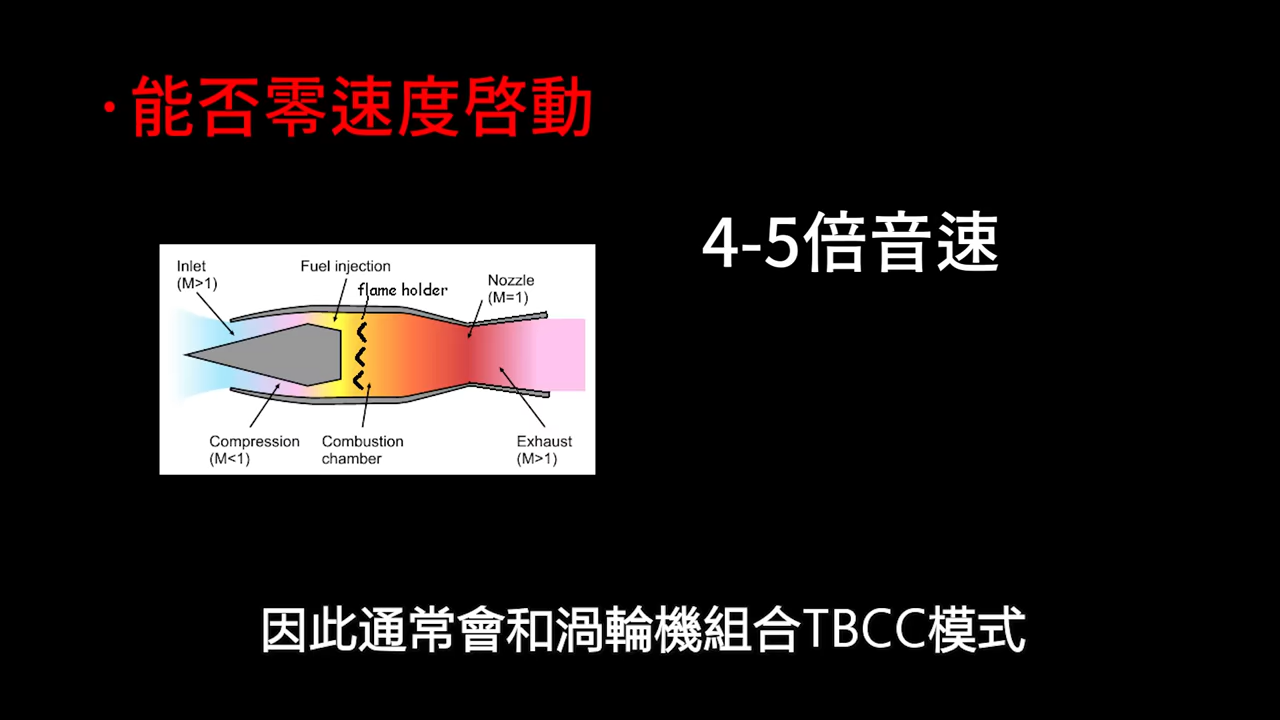 ·能否零速度啓動
4-5倍音速
Inlet
(M>1)
Fuel injection
flame holder
Nozzle
(M=1)
Compression
(M<1)
Combustion
chamber
Exhaust
(M>1)
因此通常會和渦輪機組合TBCC模式